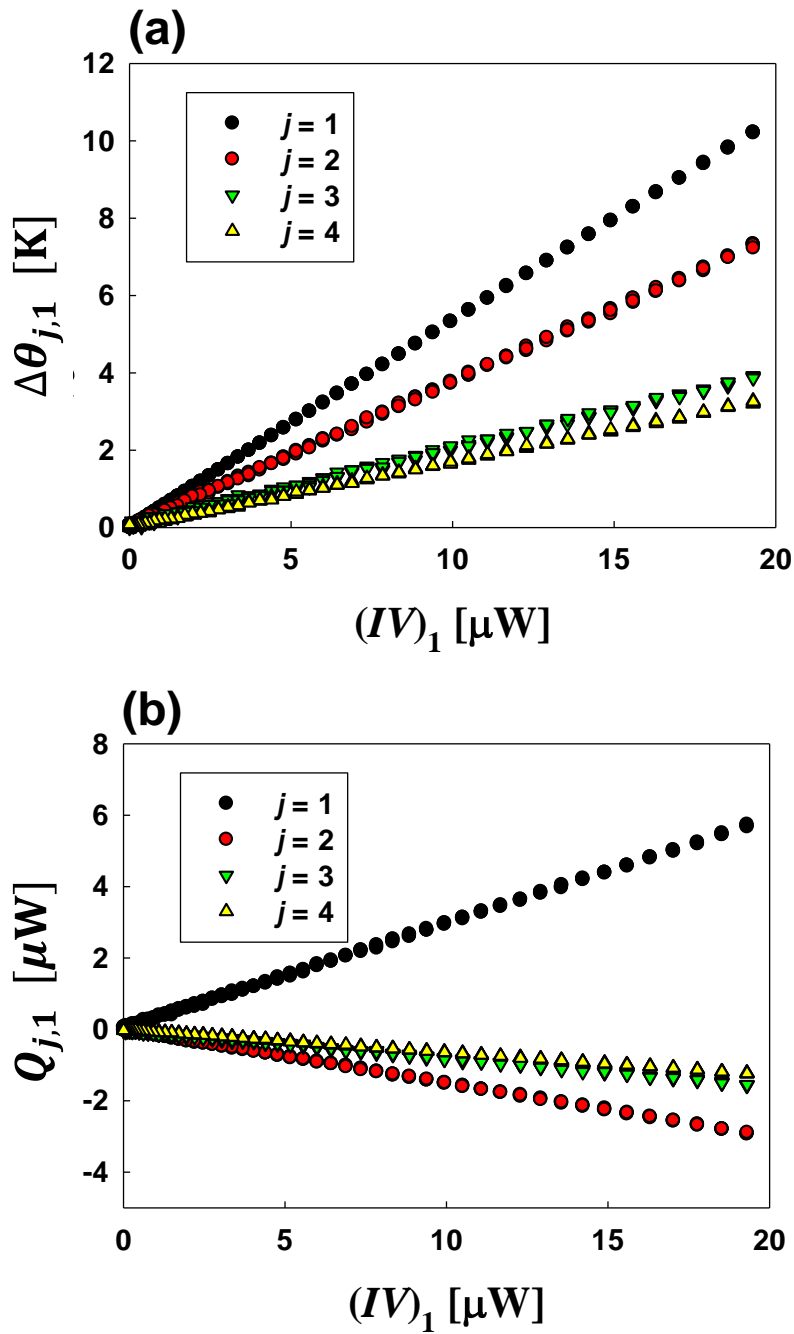 (a)
12
10
8
6
4
2
0
Δθj,1 [K]
j = 1
j = 2
j = 3
j = 4
0 5 10 15 20
(IV)1 [μW]
(b)
8
6
4
2
0
-2
-4
Qj,1 [μW]
j = 1
j = 2
j = 3
j = 4
0 5 10 15 20
(IV)1 [μW]